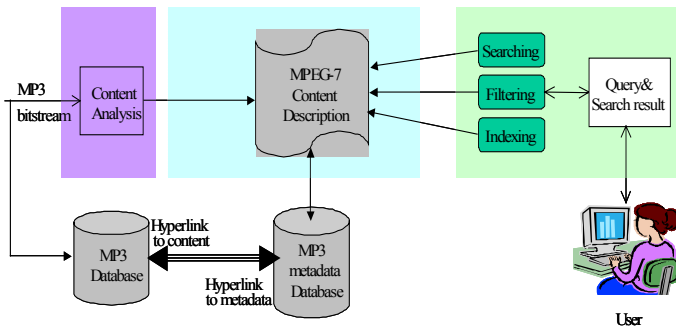 MP3
bitstream
Content
Analysis
MPEG-7
Content
Description
Searching
Filtering
Indexing
Query&
Search result
MP3
Database
Hyperlink
to content
Hyperlink
to metadata
MP3
metadata
Database
User